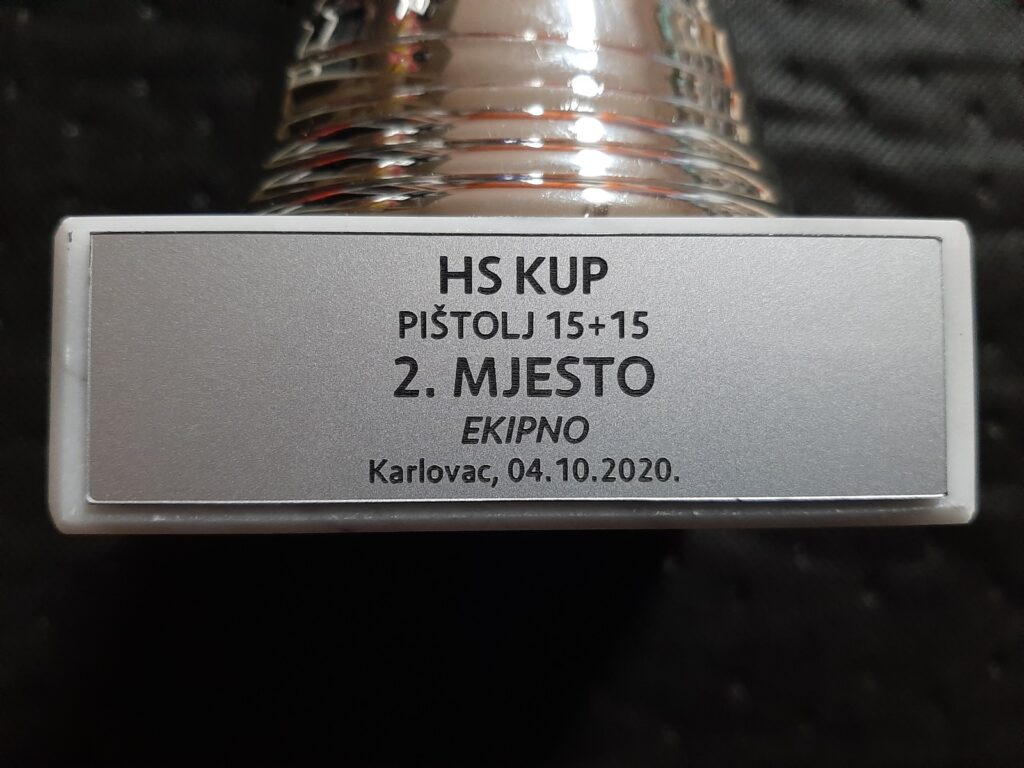 HS KUP
PIŠTOLJ 15+15
2. MJESTO
EKIPNO
Karlovac, 04.10.2020.